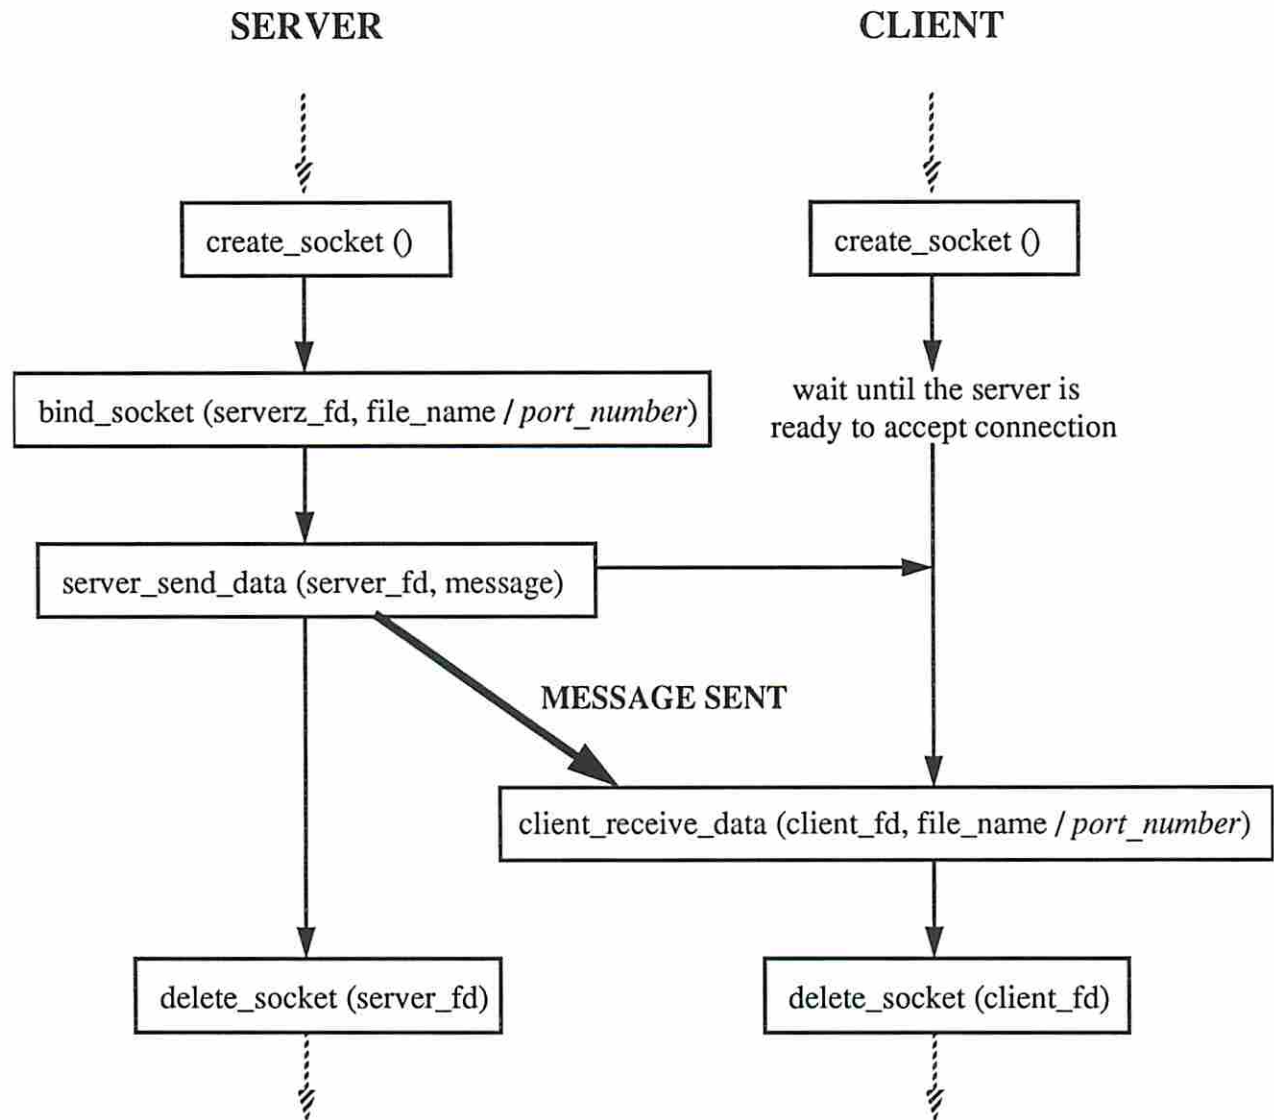 SERVER
CLIENT
create_socket ()
create_socket ()
bind_socket (serverz_fd, file_name / port_number)
wait until the server is
ready to accept connection
server_send_data (server_fd, message)
MESSAGE SENT
client_receive_data (client_fd, file_name / port_number)
delete_socket (server_fd)
delete_socket (client_fd)